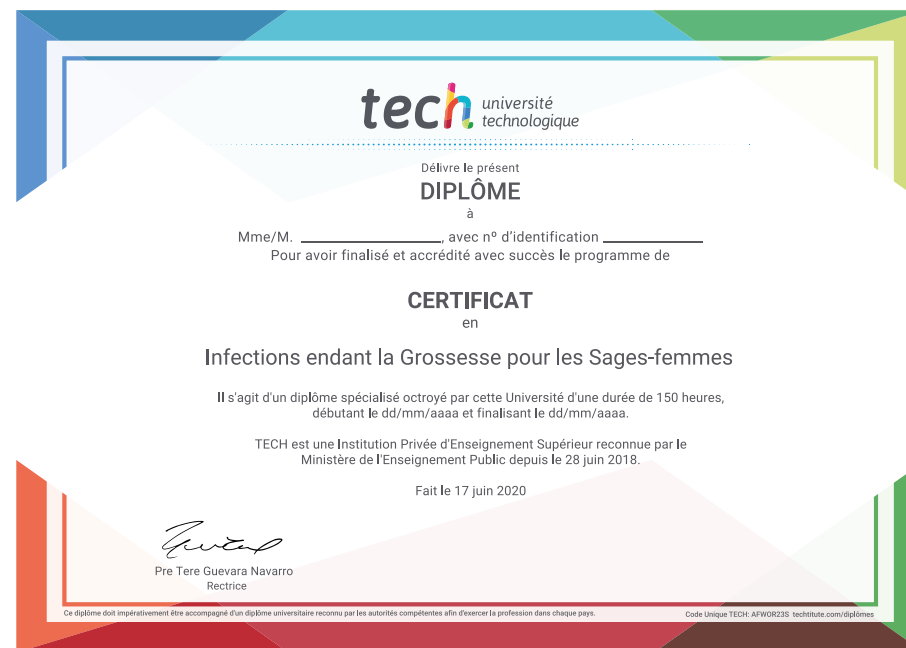 tech université
technologique
Délivre le présent
DIPLÔME
à
Mme/M. ____________________, avec nº d'identification ______________
Pour avoir finalisé et accrédité avec succès le programme de
CERTIFICAT
en
Infections endant la Grossesse pour les Sages-femmes
Il s'agit d'un diplôme spécialisé octroyé par cette Université d'une durée de 150 heures,
débutant le dd/mm/aaaa et finalisant le dd/mm/aaaa.
TECH est une Institution Privée d'Enseignement Supérieur reconnue par le
Ministère de l'Enseignement Public depuis le 28 juin 2018.
Fait le 17 juin 2020
Pre Tere Guevara Navarro
Rectrice
Ce diplôme doit impérativement être accompagné d'un diplôme universitaire reconnu par les autorités compétentes afin d'exercer la profession dans chaque pays.
Code Unique TECH: AFWOR23S techtitute.com/diplômes